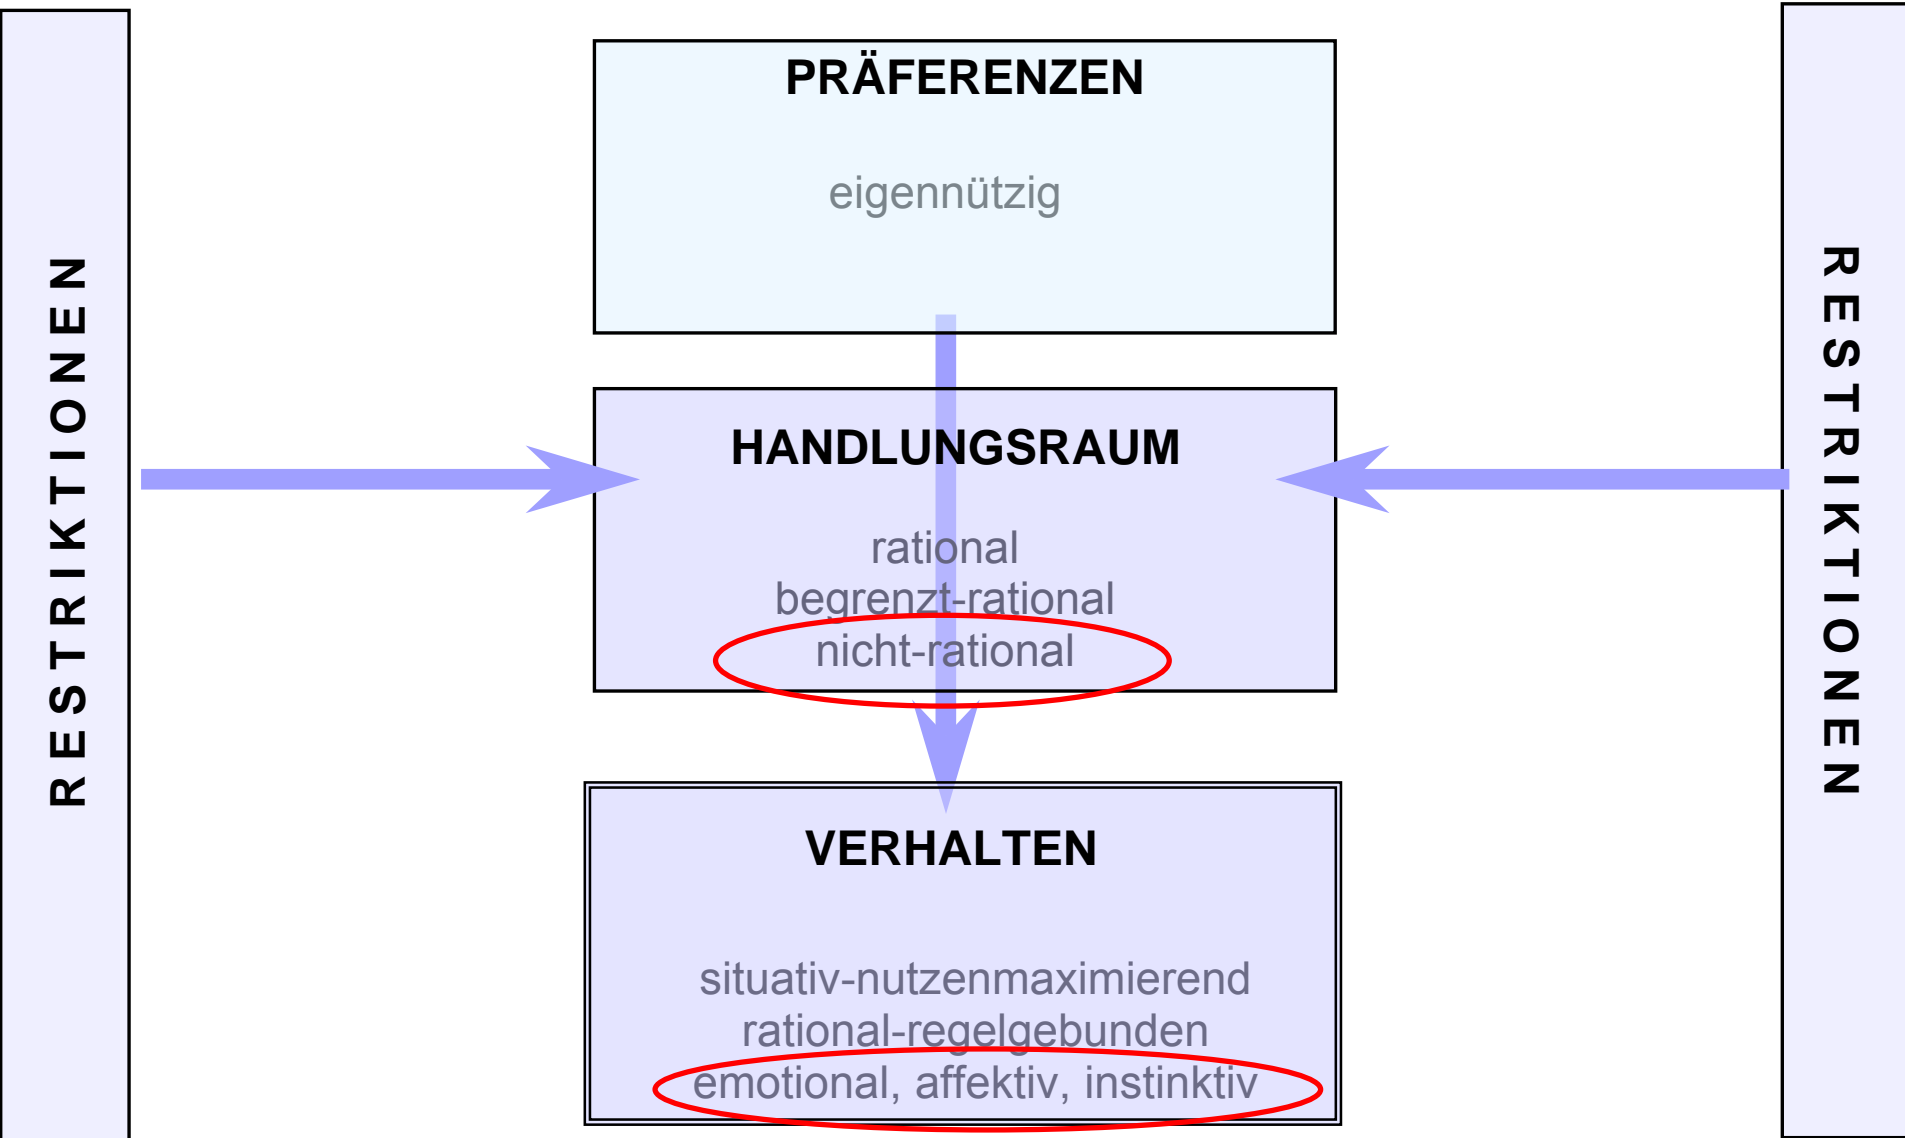 RESTRIKTIONEN
PRÄFERENZEN
eigennützig
HANDLUNGSRAUM
rational
begrenzt-rational
nicht-rational
VERHALTEN
situativ-nutzenmaximierend
rational-regelgebunden
emotional, affektiv, instinktiv
RESTRIKTIONEN